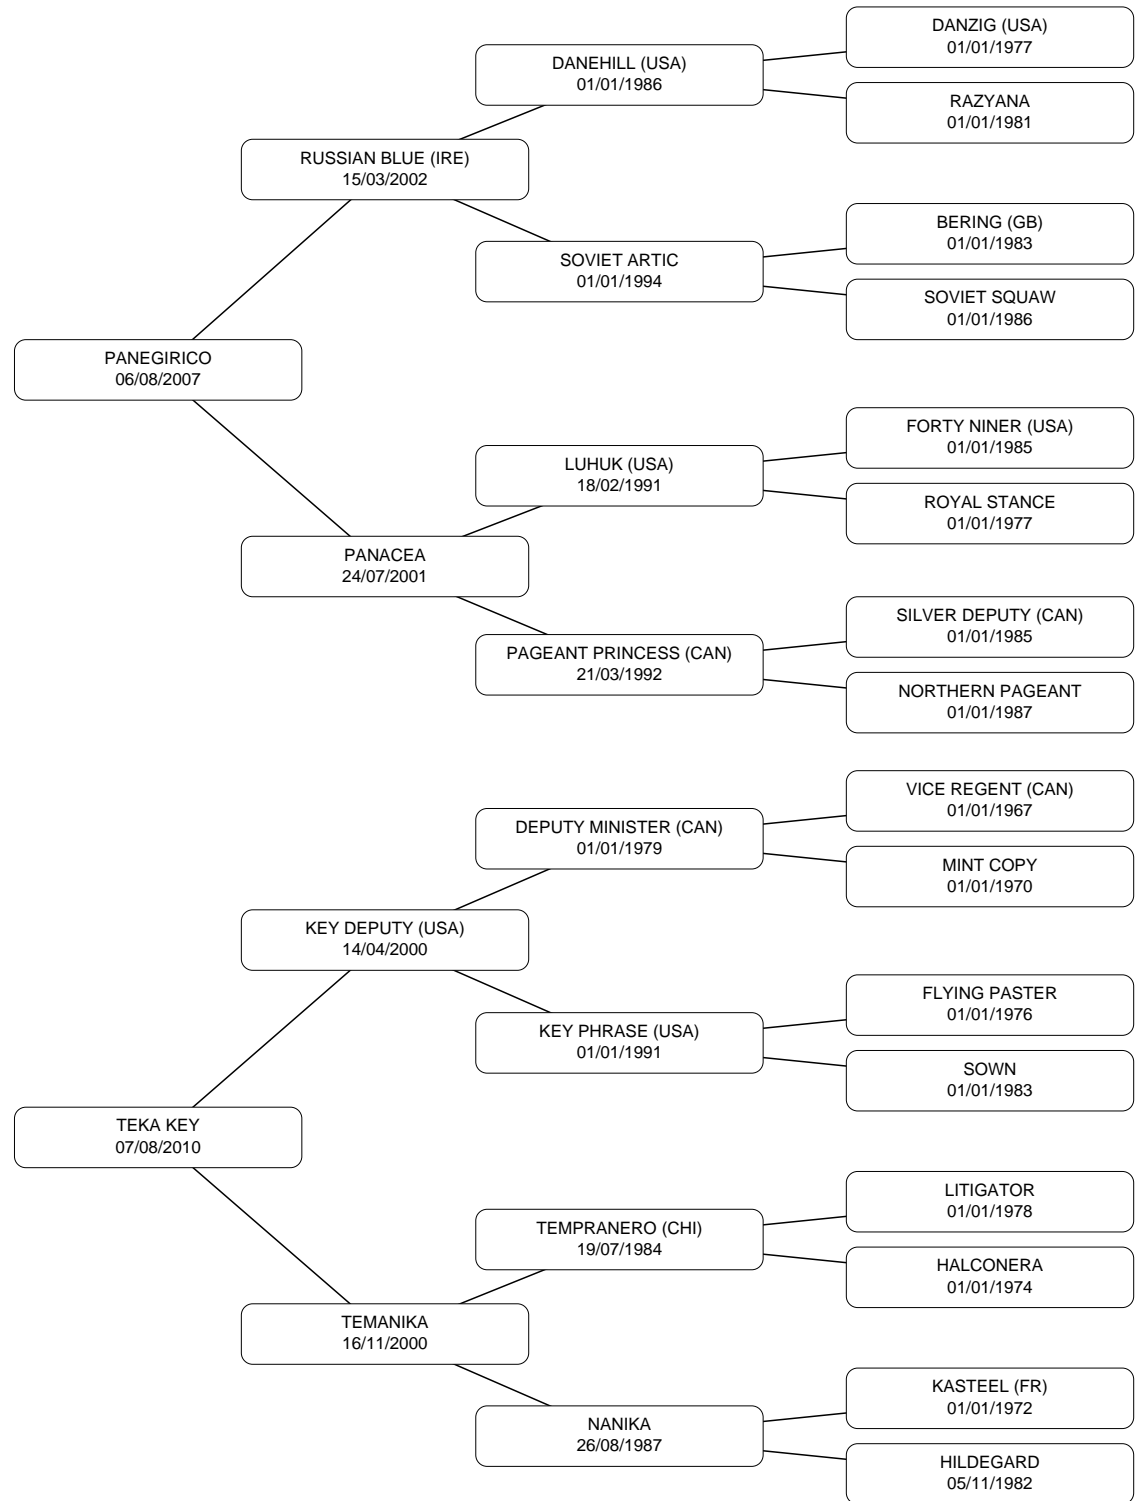 DANZIG (USA)
01/01/1977
DANEHILL (USA)
01/01/1986
RAZYANA
01/01/1981
RUSSIAN BLUE (IRE)
15/03/2002
BERING (GB)
01/01/1983
SOVIET ARTIC
01/01/1994
SOVIET SQUAW
01/01/1986
PANEGIRICO
06/08/2007
FORTY NINER (USA)
01/01/1985
LUHUK (USA)
18/02/1991
ROYAL STANCE
01/01/1977
PANACEA
24/07/2001
SILVER DEPUTY (CAN)
01/01/1985
PAGEANT PRINCESS (CAN)
21/03/1992
NORTHERN PAGEANT
01/01/1987
VICE REGENT (CAN)
01/01/1967
DEPUTY MINISTER (CAN)
01/01/1979
MINT COPY
01/01/1970
KEY DEPUTY (USA)
14/04/2000
FLYING PASTER
01/01/1976
KEY PHRASE (USA)
01/01/1991
SOWN
01/01/1983
TEKA KEY
07/08/2010
LITIGATOR
01/01/1978
TEMPRANERO (CHI)
19/07/1984
HALCONERA
01/01/1974
TEMANIKA
16/11/2000
KASTEEL (FR)
01/01/1972
NANIKA
26/08/1987
HILDEGARD
05/11/1982